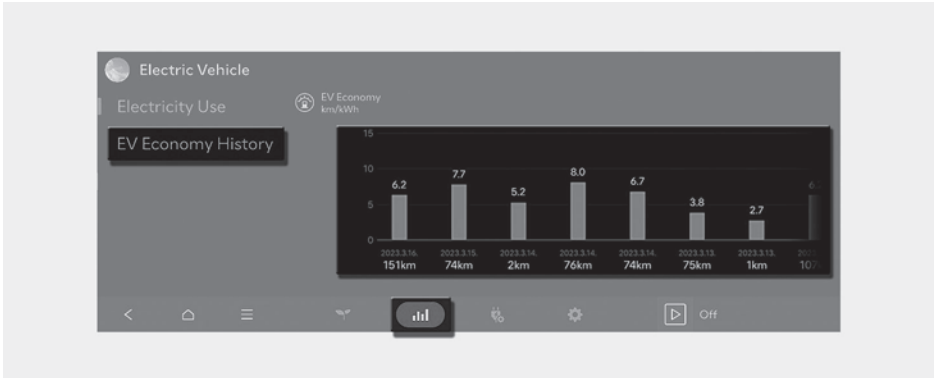 Electric Vehicle
Electricity Use
EV Economy
km/kWh
EV Economy History
15
10
5
0
6.2
7.7
5.2
8.0
6.7
3.8
2.7
2023.3.16.
2023.3.15.
2023.3.14.
2023.3.14.
2023.3.14.
2023.3.13.
2023.3.13.
151km
74km
2km
76km
74km
75km
1km
Off